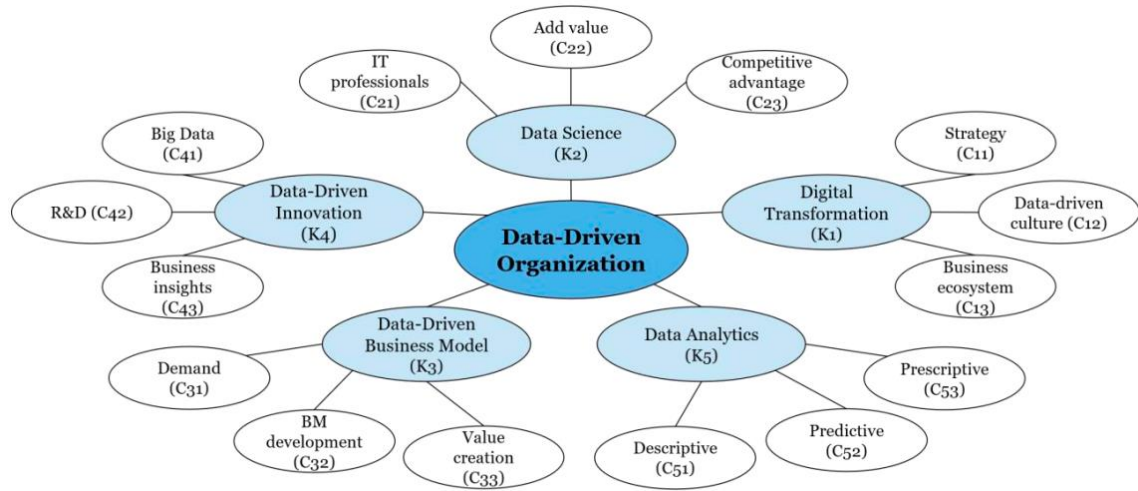 Add value
(C22)
IT
professionals
(C21)
Competitive
advantage
(C23)
Data Science
(K2)
Big Data
(C41)
Strategy
(C11)
Data-Driven
Innovation
(K4)
Digital
Transformation
(K1)
R&D (C42)
Data-driven
culture (C12)
Data-Driven
Organization
Business
insights
(C43)
Business
ecosystem
(C13)
Data-Driven
Business Model
(K3)
Data Analytics
(K5)
Demand
(C31)
Prescriptive
(C53)
BM
development
(C32)
Value
creation
(C33)
Descriptive
(C51)
Predictive
(C52)